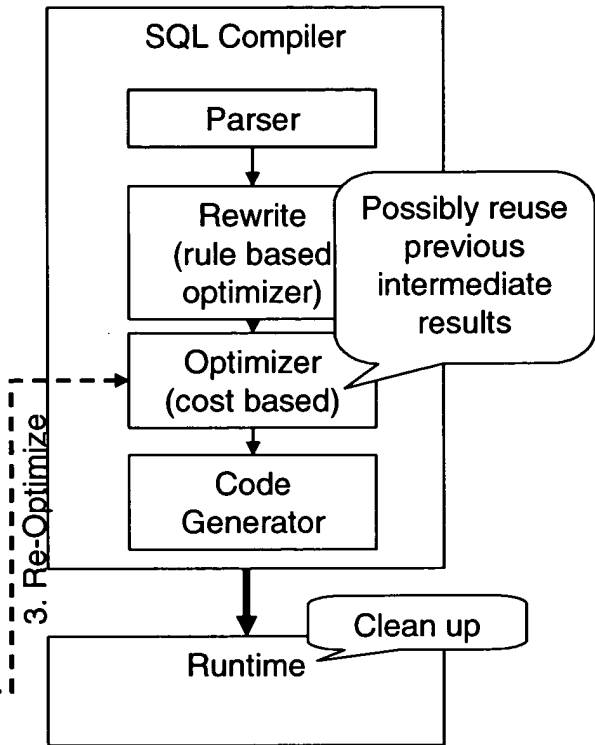 SQL Compiler
Parser
Rewrite
(rule based
optimizer)
Possibly reuse
previous
intermediate
results
Optimizer
(cost based)
Code
Generator
3. Re-Optimize
Clean up
Runtime